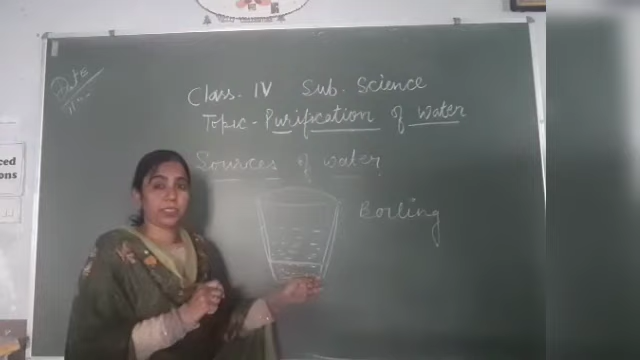 Date
Class - IV Sub. Science
Topic - Purification of water
Sources of water
Boiling